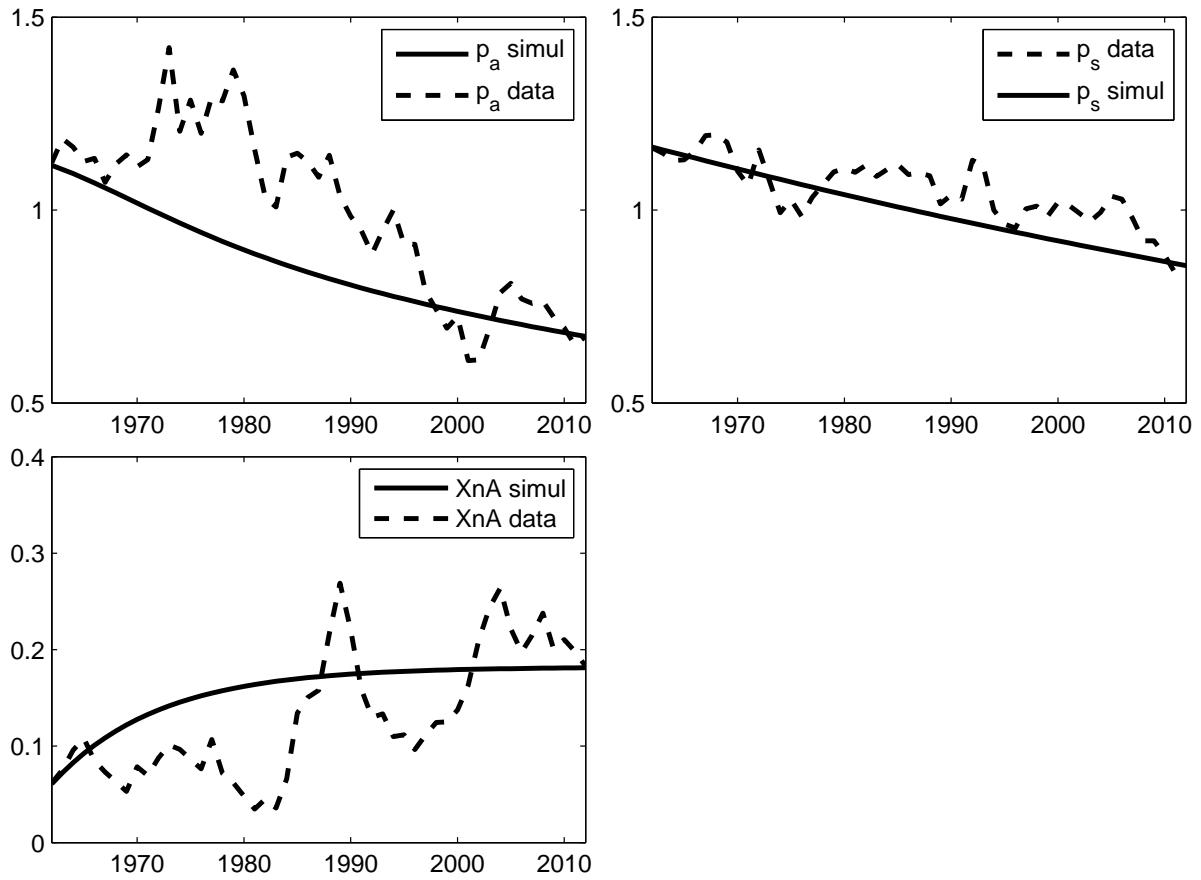 1.5
1
0.5
1970 1980 1990 2000 2010
p_a simul
p_a data
1.5
1
0.5
1970 1980 1990 2000 2010
p_s data
p_s simul
0.4
0.3
0.2
0.1
0
1970 1980 1990 2000 2010
XnA simul
XnA data